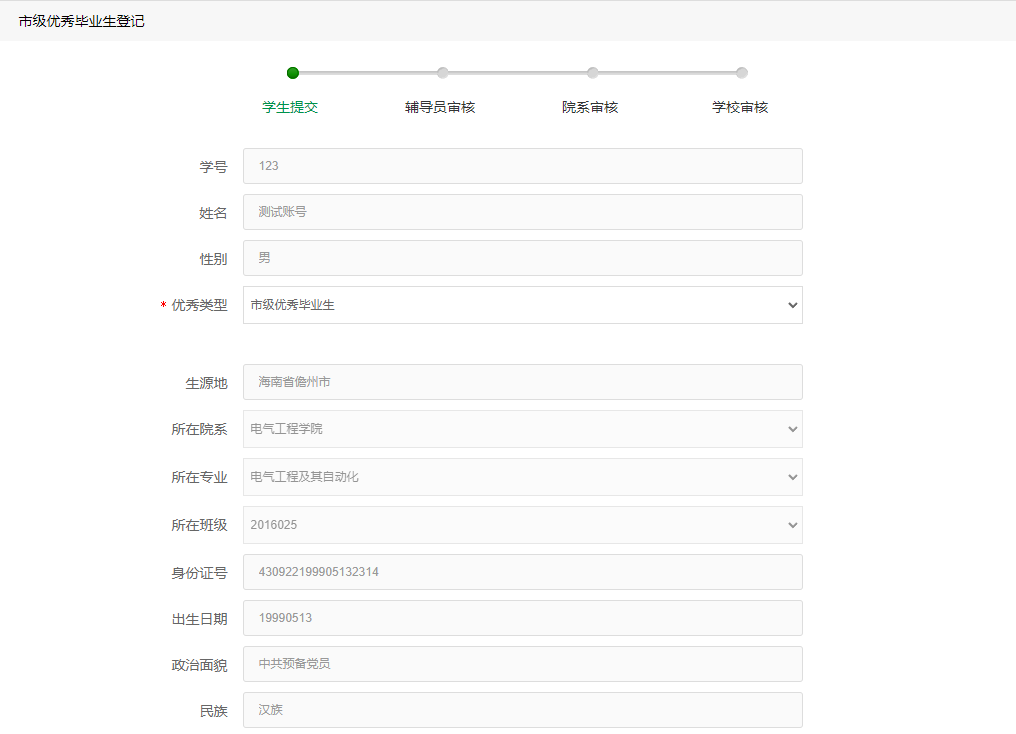 市级优秀毕业生登记
学生提交 辅导员审核 院系审核 学校审核
学号 123
姓名 测试账号
性别 男
* 优秀类型 市级优秀毕业生
生源地 海南省儋州市
所在院系 电气工程学院
所在专业 电气工程及其自动化
所在班级 2016025
身份证号 430922199905132314
出生日期 19990513
政治面貌 中共预备党员
民族 汉族